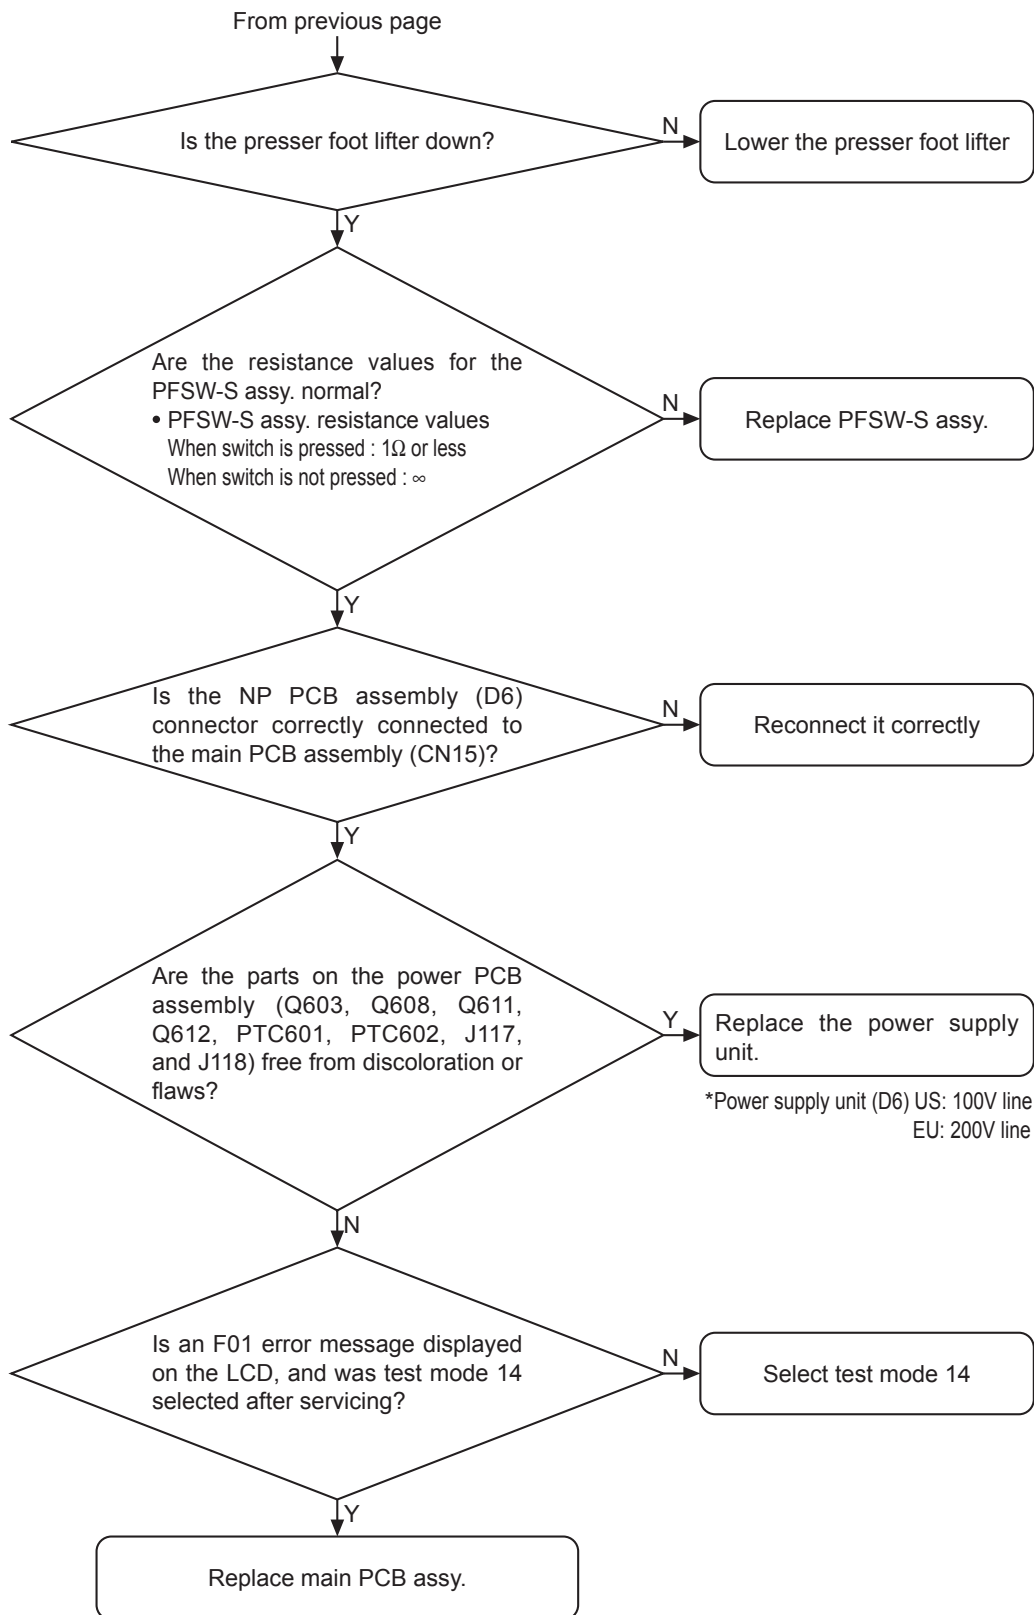 From previous page
Is the presser foot lifter down?
N
Lower the presser foot lifter
Y
Are the resistance values for the
PFSW-S assy. normal?
• PFSW-S assy. resistance values
When switch is pressed : 1Ω or less
When switch is not pressed : ∞
N
Replace PFSW-S assy.
Y
Is the NP PCB assembly (D6)
connector correctly connected to
the main PCB assembly (CN15)?
N
Reconnect it correctly
Y
Are the parts on the power PCB
assembly (Q603, Q608, Q611,
Q612, PTC601, PTC602, J117,
and J118) free from discoloration or
flaws?
Y
Replace the power supply
unit.
*Power supply unit (D6) US: 100V line
EU: 200V line
N
Is an F01 error message displayed
on the LCD, and was test mode 14
selected after servicing?
N
Select test mode 14
Y
Replace main PCB assy.